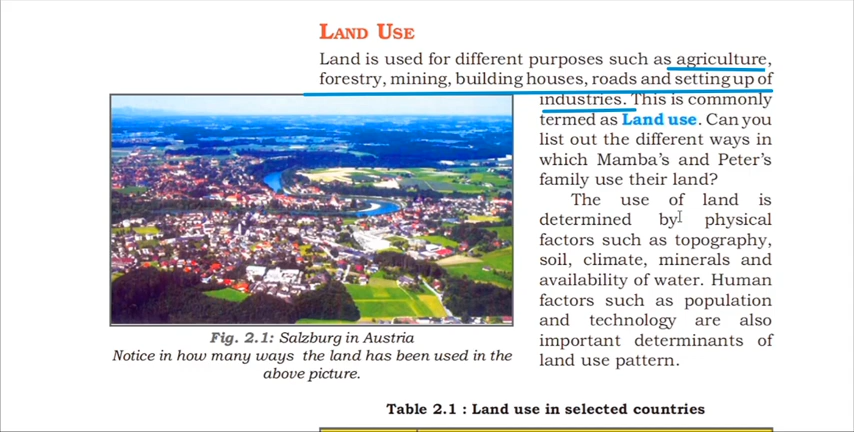 LAND USE
Land is used for different purposes such as agriculture,
forestry, mining, building houses, roads and setting up of
industries. This is commonly
termed as Land use. Can you
list out the different ways in
which Mamba's and Peter's
family use their land?
The use of land is
determined by physical
factors such as topography,
soil, climate, minerals and
availability of water. Human
factors such as population
and technology are also
important determinants of
land use pattern.
Fig. 2.1: Salzburg in Austria
Notice in how many ways the land has been used in the
above picture.
Table 2.1 : Land use in selected countries